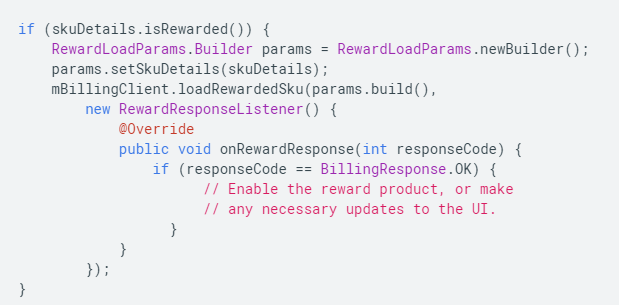 if (skuDetails.isRewarded()) {
    RewardLoadParams.Builder params = RewardLoadParams.newBuilder();
    params.setSkuDetails(skuDetails);
    mBillingClient.loadRewardedSku(params.build(),
        new RewardResponseListener() {
            @Override
            public void onRewardResponse(int responseCode) {
                if (responseCode == BillingResponse.OK) {
                      // Enable the reward product, or make
                      // any necessary updates to the UI.
                  }
            }
        });
}